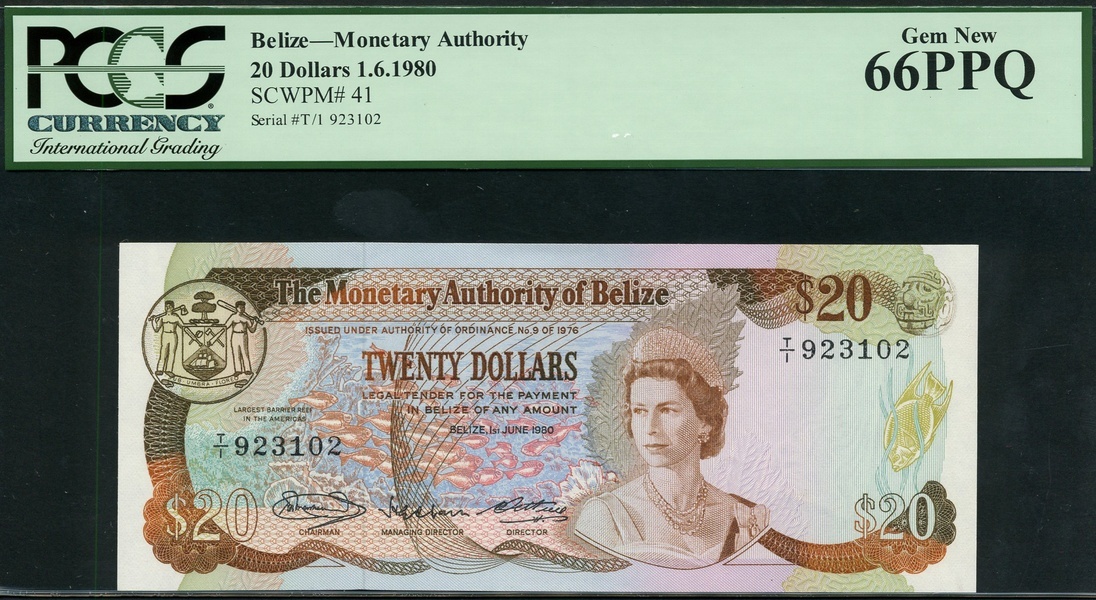 PCGS
CURRENCY
International Grading
Belize—Monetary Authority
20 Dollars 1.6.1980
SCWPM# 41
Serial #T/1 923102
Gem New
66PPQ
The Monetary Authority of Belize
$20
ISSUED UNDER AUTHORITY OF ORDINANCE No.9 OF 1976
T/1 923102
TWENTY DOLLARS
LEGAL TENDER FOR THE PAYMENT
IN BELIZE OF ANY AMOUNT
BELIZE, 1st JUNE 1980
SUB UMBRA FLOREO
LARGEST BARRIER REEF
IN THE AMERICAS
T/1 923102
$20
CHAIRMAN
MANAGING DIRECTOR
DIRECTOR
$20